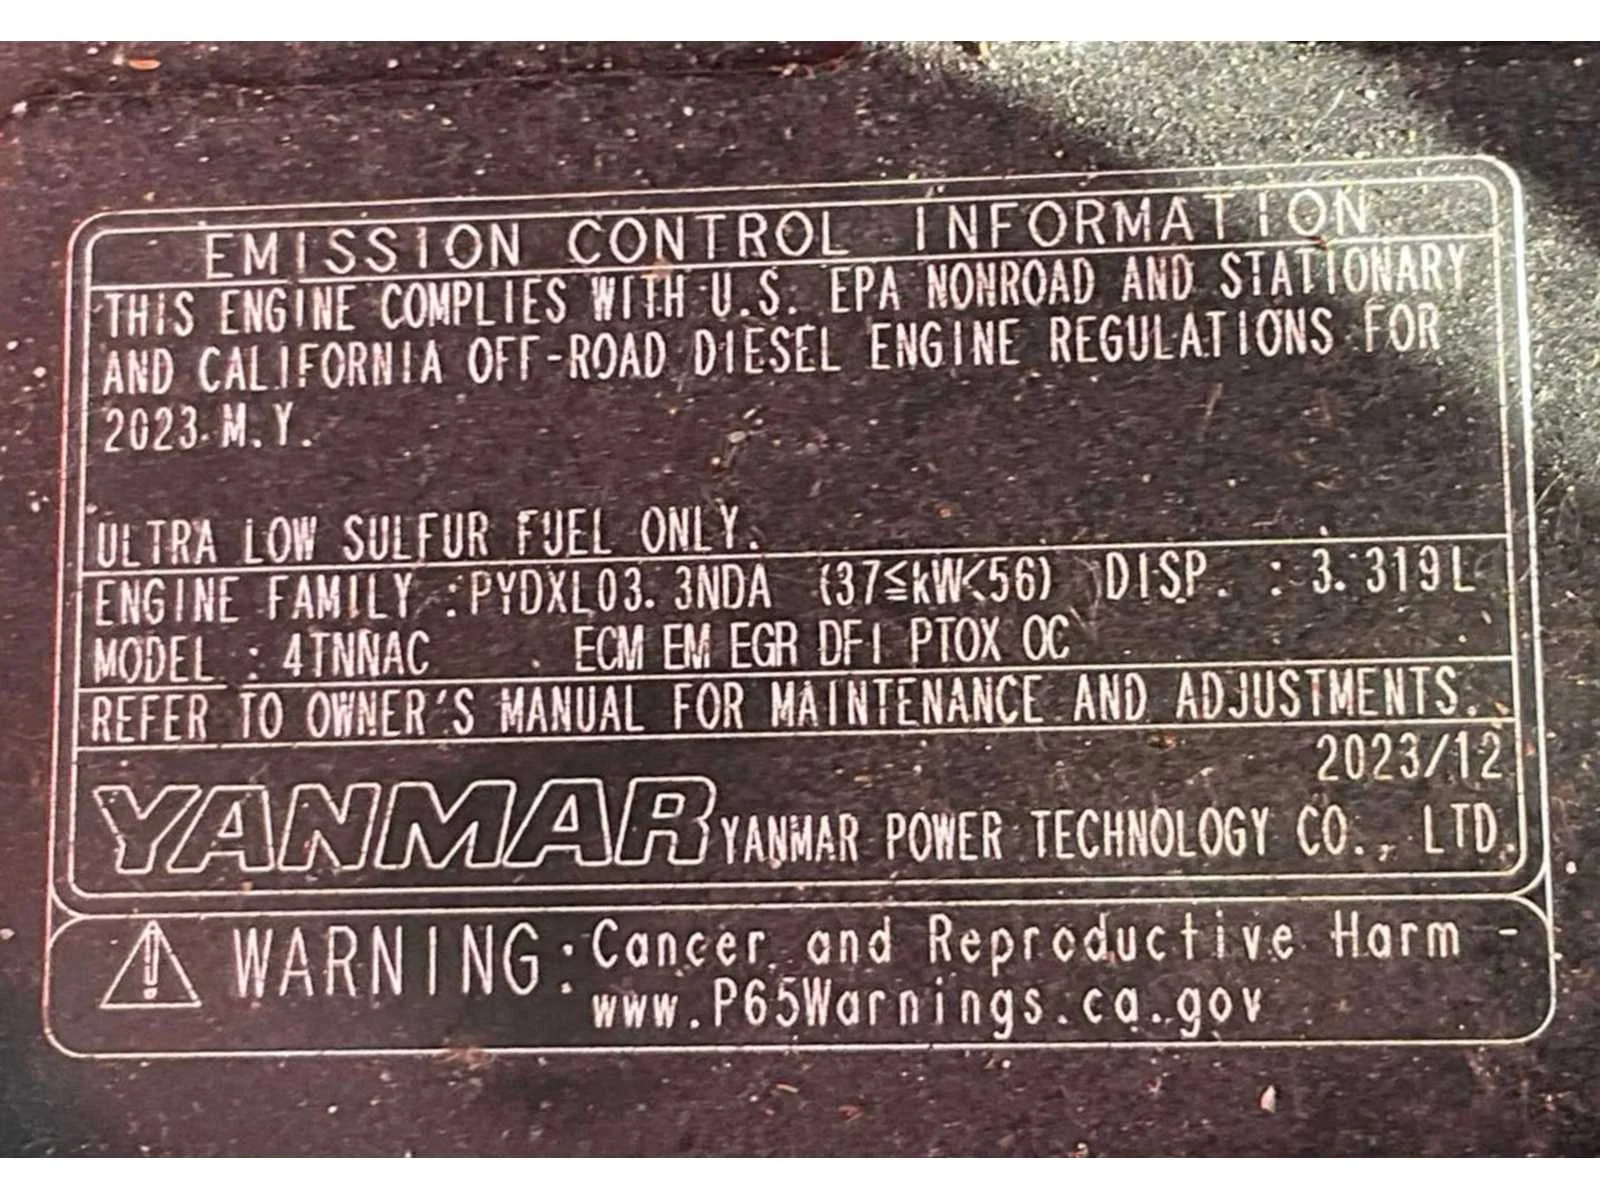 EMISSION CONTROL INFORMATION
THIS ENGINE COMPLIES WITH U.S. EPA NONROAD AND STATIONARY
AND CALIFORNIA OFF-ROAD DIESEL ENGINE REGULATIONS FOR
2023 M.Y.
ULTRA LOW SULFUR FUEL ONLY.
ENGINE FAMILY :PYDXL03.3NDA (37≦kW<56) DISP. : 3.319L
MODEL : 4TNNAC ECM EM EGR DFI PTOX OC
REFER TO OWNER'S MANUAL FOR MAINTENANCE AND ADJUSTMENTS.
2023/12
YANMAR YANMAR POWER TECHNOLOGY CO., LTD.
WARNING: Cancer and Reproductive Harm -
www.P65Warnings.ca.gov